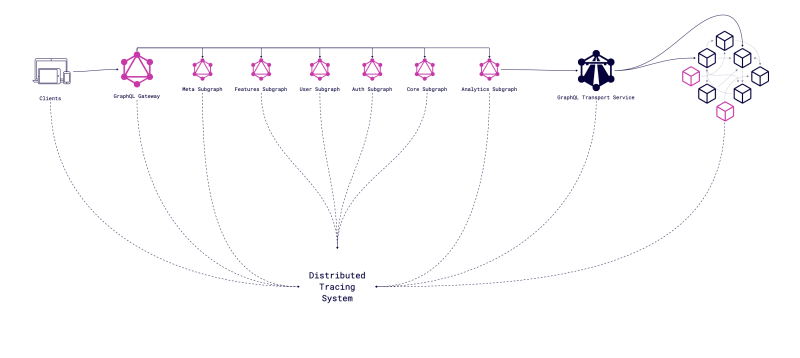 Clients
GraphQL Gateway
Meta Subgraph
Features Subgraph
User Subgraph
Auth Subgraph
Core Subgraph
Analytics Subgraph
GraphQL Transport Service
Distributed
Tracing
System